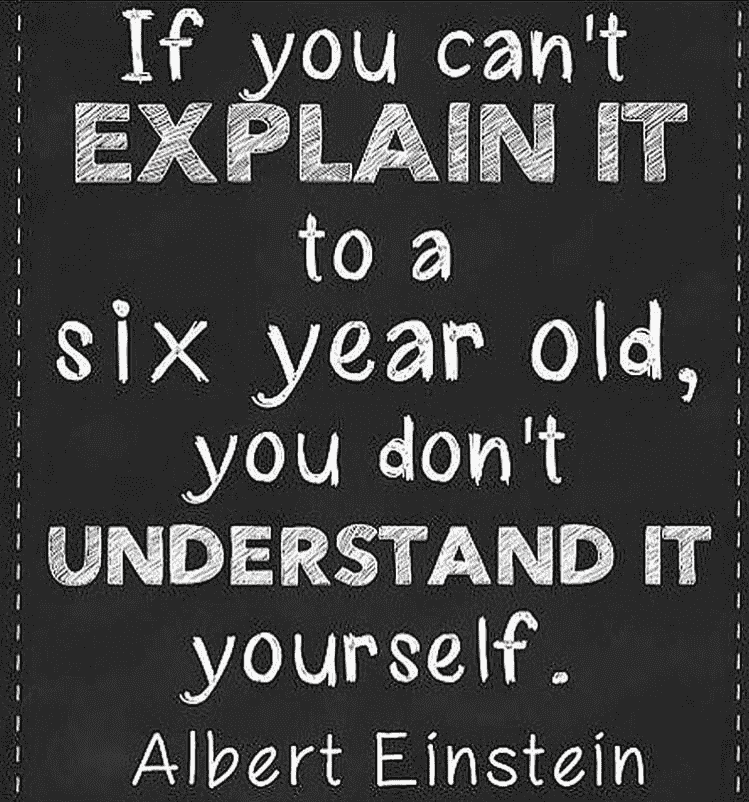 If you can't
EXPLAIN IT
to a
six year old,
you don't
UNDERSTAND IT
yourself.
Albert Einstein